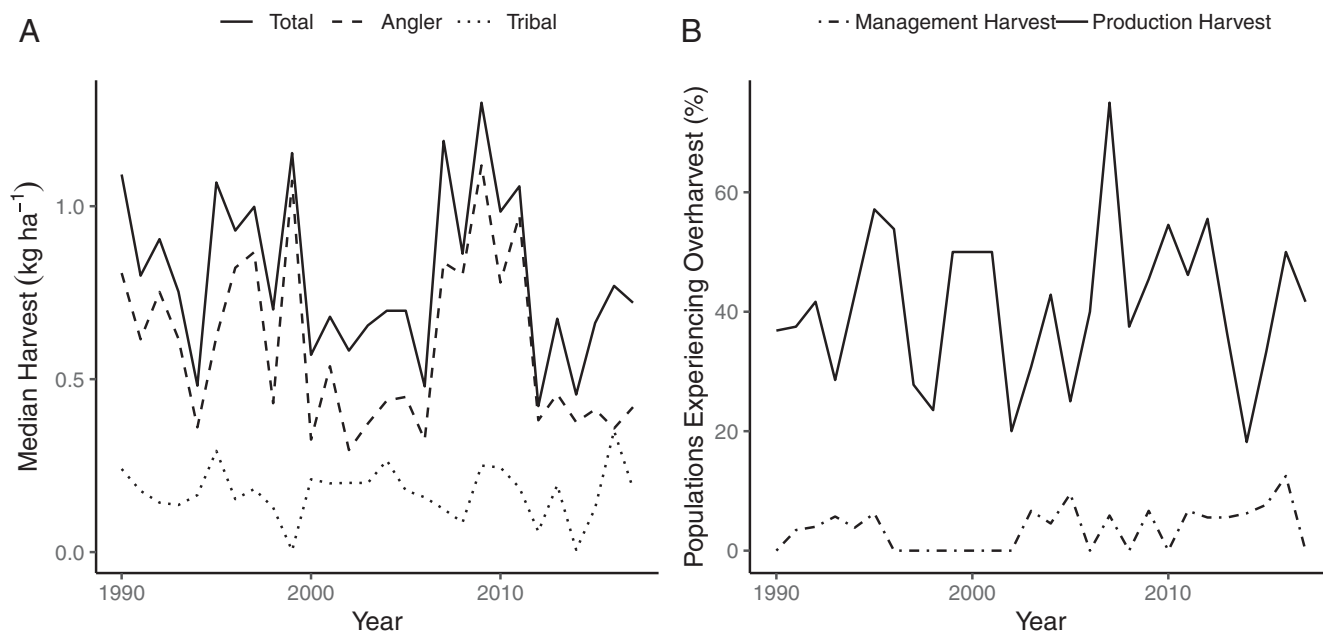 A
Total Angler Tribal
Median Harvest (kg ha⁻¹)
1.0
0.5
0.0
1990 2000 2010
Year
B
Management Harvest Production Harvest
Populations Experiencing Overharvest (%)
60
40
20
0
1990 2000 2010
Year